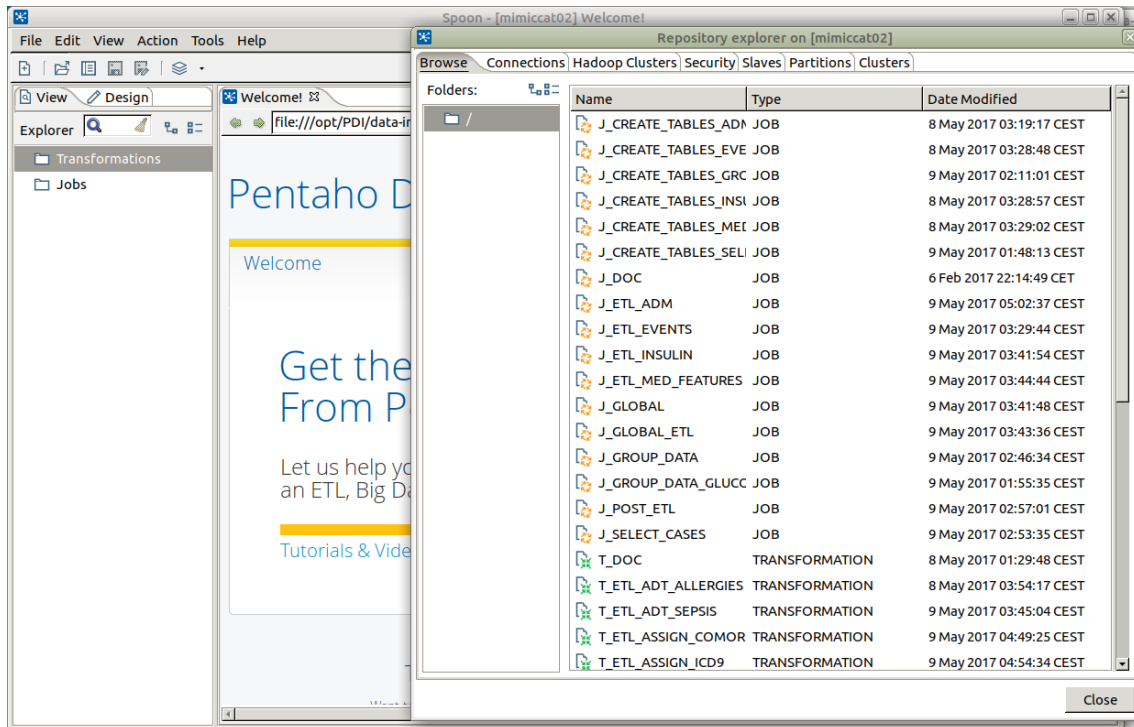 Spoon - [mimiccat02] Welcome!
File Edit View Action Tools Help
View Design
Explorer
Transformations
Jobs
Welcome!
file:///opt/PDI/data-in
Pentaho D
Welcome
Get the
From P
Let us help yo
an ETL, Big Da
Tutorials & Vide
Repository explorer on [mimiccat02]
Browse Connections Hadoop Clusters Security Slaves Partitions Clusters
Folders:
/
Name Type Date Modified
J_CREATE_TABLES_ADM JOB 8 May 2017 03:19:17 CEST
J_CREATE_TABLES_EVE JOB 8 May 2017 03:28:48 CEST
J_CREATE_TABLES_GRO JOB 9 May 2017 02:11:01 CEST
J_CREATE_TABLES_INSU JOB 8 May 2017 03:28:57 CEST
J_CREATE_TABLES_MED JOB 8 May 2017 03:29:02 CEST
J_CREATE_TABLES_SEL JOB 9 May 2017 01:48:13 CEST
J_DOC JOB 6 Feb 2017 22:14:49 CET
J_ETL_ADM JOB 9 May 2017 05:02:37 CEST
J_ETL_EVENTS JOB 9 May 2017 03:29:44 CEST
J_ETL_INSULIN JOB 9 May 2017 03:41:54 CEST
J_ETL_MED_FEATURES JOB 9 May 2017 03:44:44 CEST
J_GLOBAL JOB 9 May 2017 03:41:48 CEST
J_GLOBAL_ETL JOB 9 May 2017 03:43:36 CEST
J_GROUP_DATA JOB 9 May 2017 02:46:34 CEST
J_GROUP_DATA_GLUCO JOB 9 May 2017 01:55:35 CEST
J_POST_ETL JOB 9 May 2017 02:57:01 CEST
J_SELECT_CASES JOB 9 May 2017 02:53:35 CEST
T_DOC TRANSFORMATION 8 May 2017 01:29:48 CEST
T_ETL_ADT_ALLERGIES TRANSFORMATION 8 May 2017 03:54:17 CEST
T_ETL_ADT_SEPSIS TRANSFORMATION 9 May 2017 03:45:04 CEST
T_ETL_ASSIGN_COMOR TRANSFORMATION 9 May 2017 04:49:25 CEST
T_ETL_ASSIGN_ICD9 TRANSFORMATION 9 May 2017 04:54:34 CEST
Close